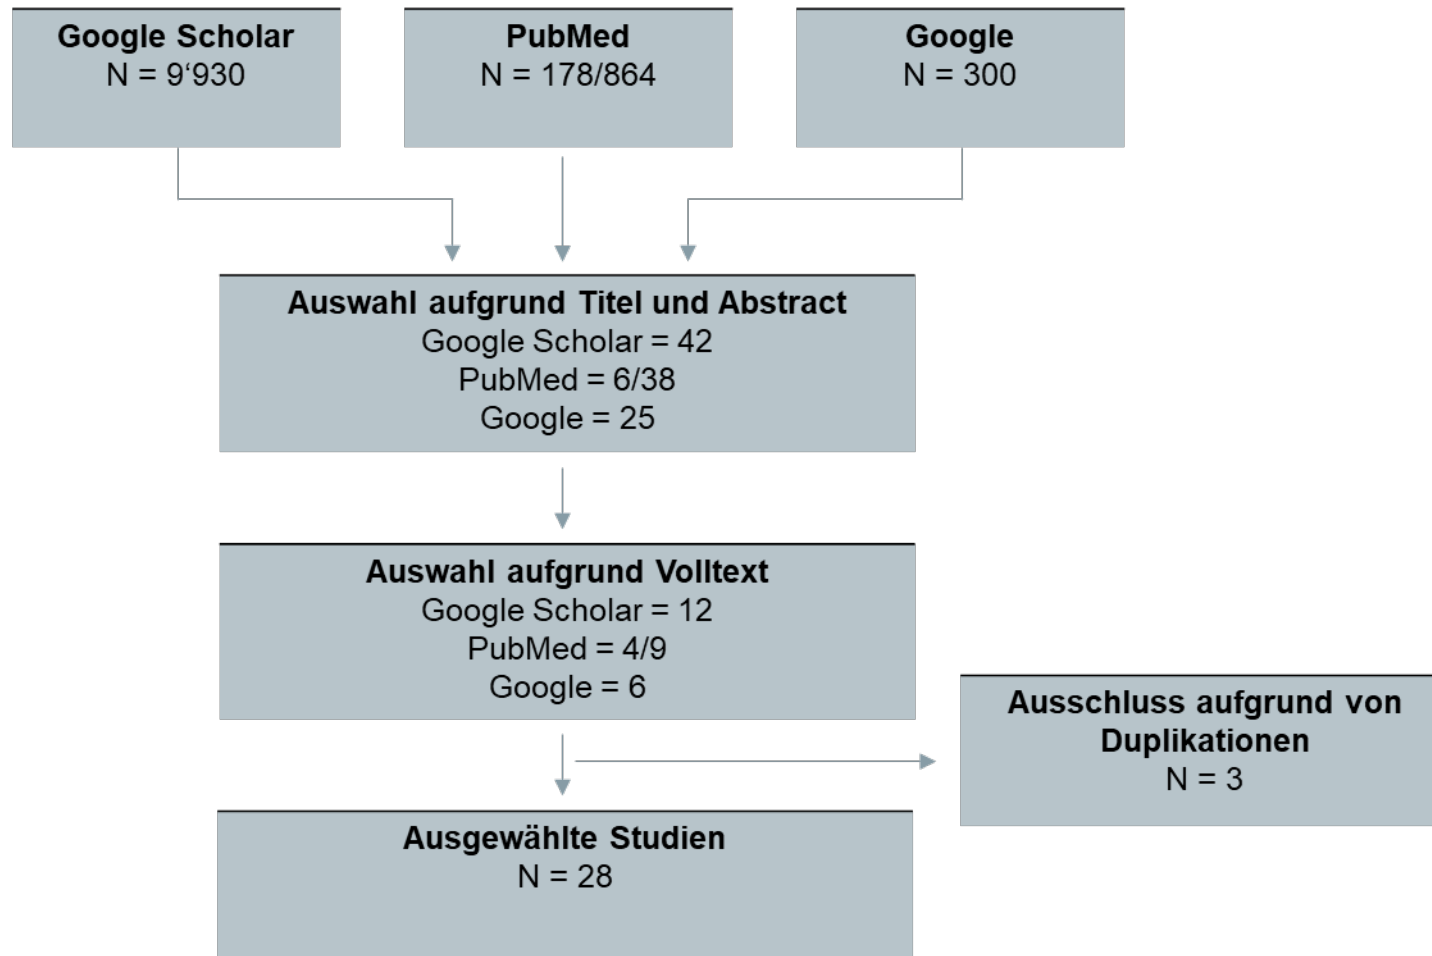 Google Scholar
N = 9‘930
PubMed
N = 178/864
Google
N = 300
Auswahl aufgrund Titel und Abstract
Google Scholar = 42
PubMed = 6/38
Google = 25
Auswahl aufgrund Volltext
Google Scholar = 12
PubMed = 4/9
Google = 6
Ausschluss aufgrund von
Duplikationen
N = 3
Ausgewählte Studien
N = 28